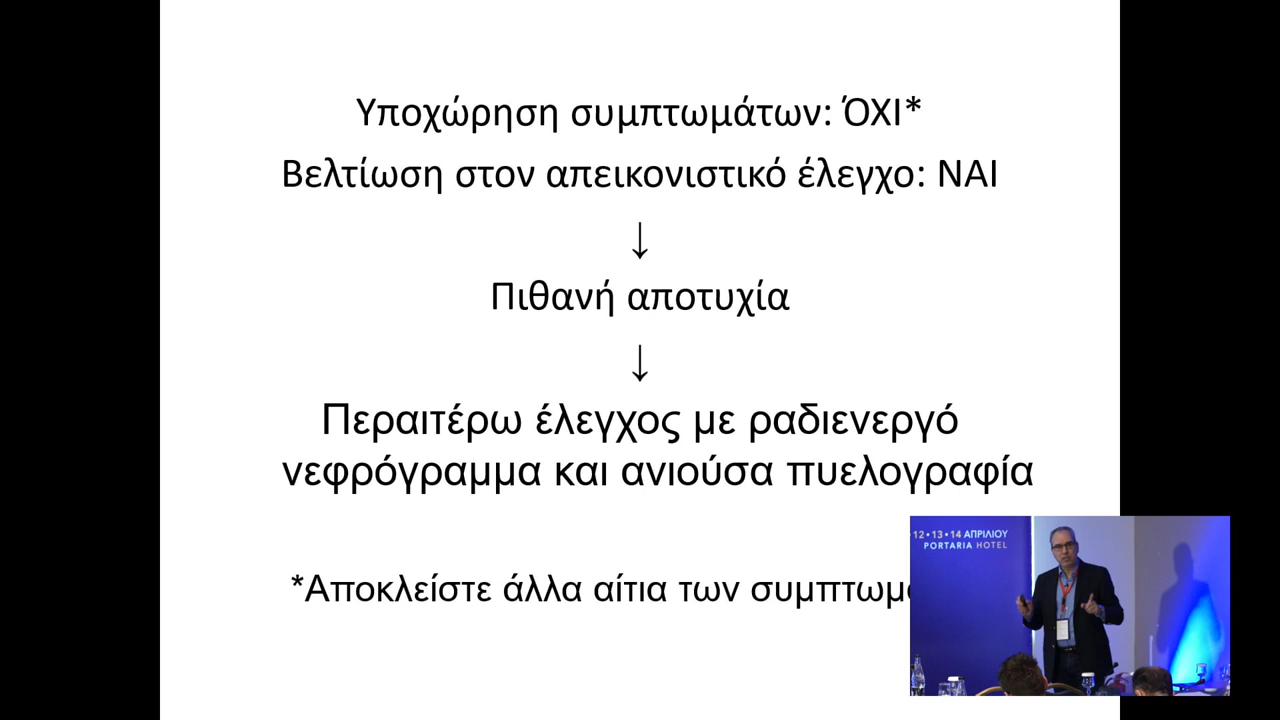 Υποχώρηση συμπτωμάτων: ΌΧΙ*
Βελτίωση στον απεικονιστικό έλεγχο: ΝΑΙ
↓
Πιθανή αποτυχία
↓
Περαιτέρω έλεγχος με ραδιενεργό
νεφρόγραμμα και ανιούσα πυελογραφία
*Αποκλείστε άλλα αίτια των
12•13•14 ΑΠΡΙΛΙΟΥ
PORTARIA HOTEL